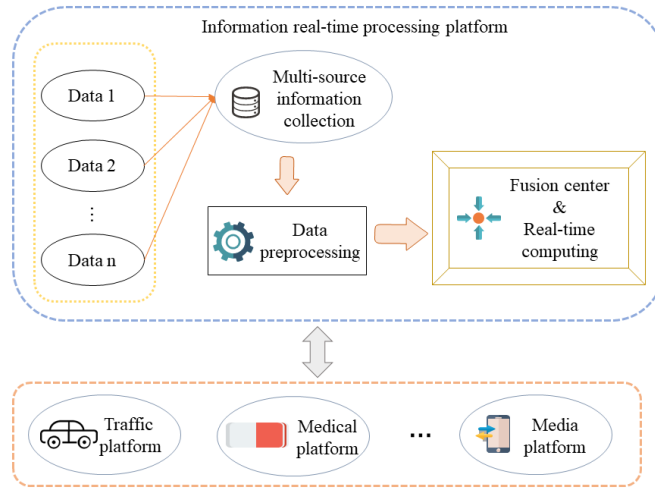 Information real-time processing platform
Data 1
Data 2
⋮
Data n
Multi-source
information
collection
Data
preprocessing
Fusion center
&
Real-time
computing
Traffic
platform
Medical
platform
...
Media
platform